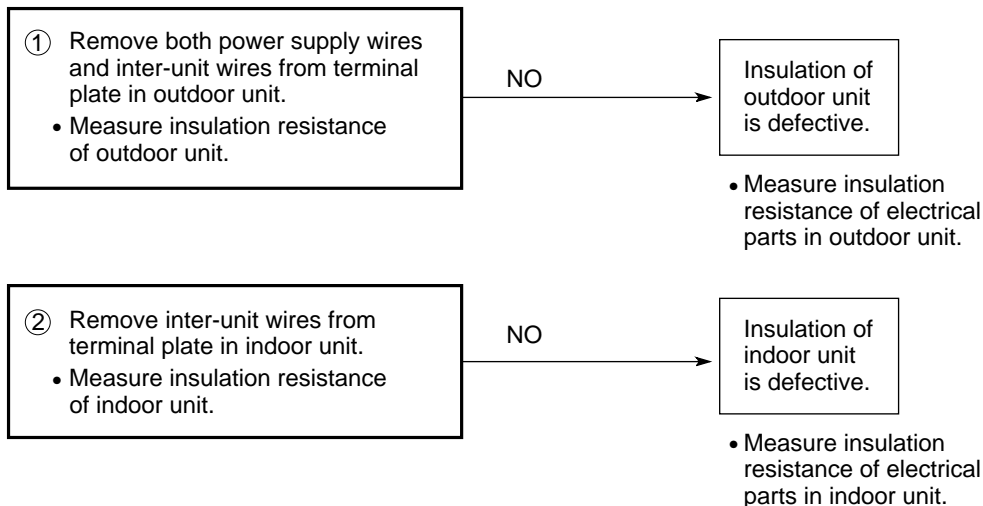 ① Remove both power supply wires
and inter-unit wires from terminal
plate in outdoor unit.
• Measure insulation resistance
of outdoor unit.
NO
Insulation of
outdoor unit
is defective.
• Measure insulation
resistance of electrical
parts in outdoor unit.
② Remove inter-unit wires from
terminal plate in indoor unit.
• Measure insulation resistance
of indoor unit.
NO
Insulation of
indoor unit
is defective.
• Measure insulation
resistance of electrical
parts in indoor unit.